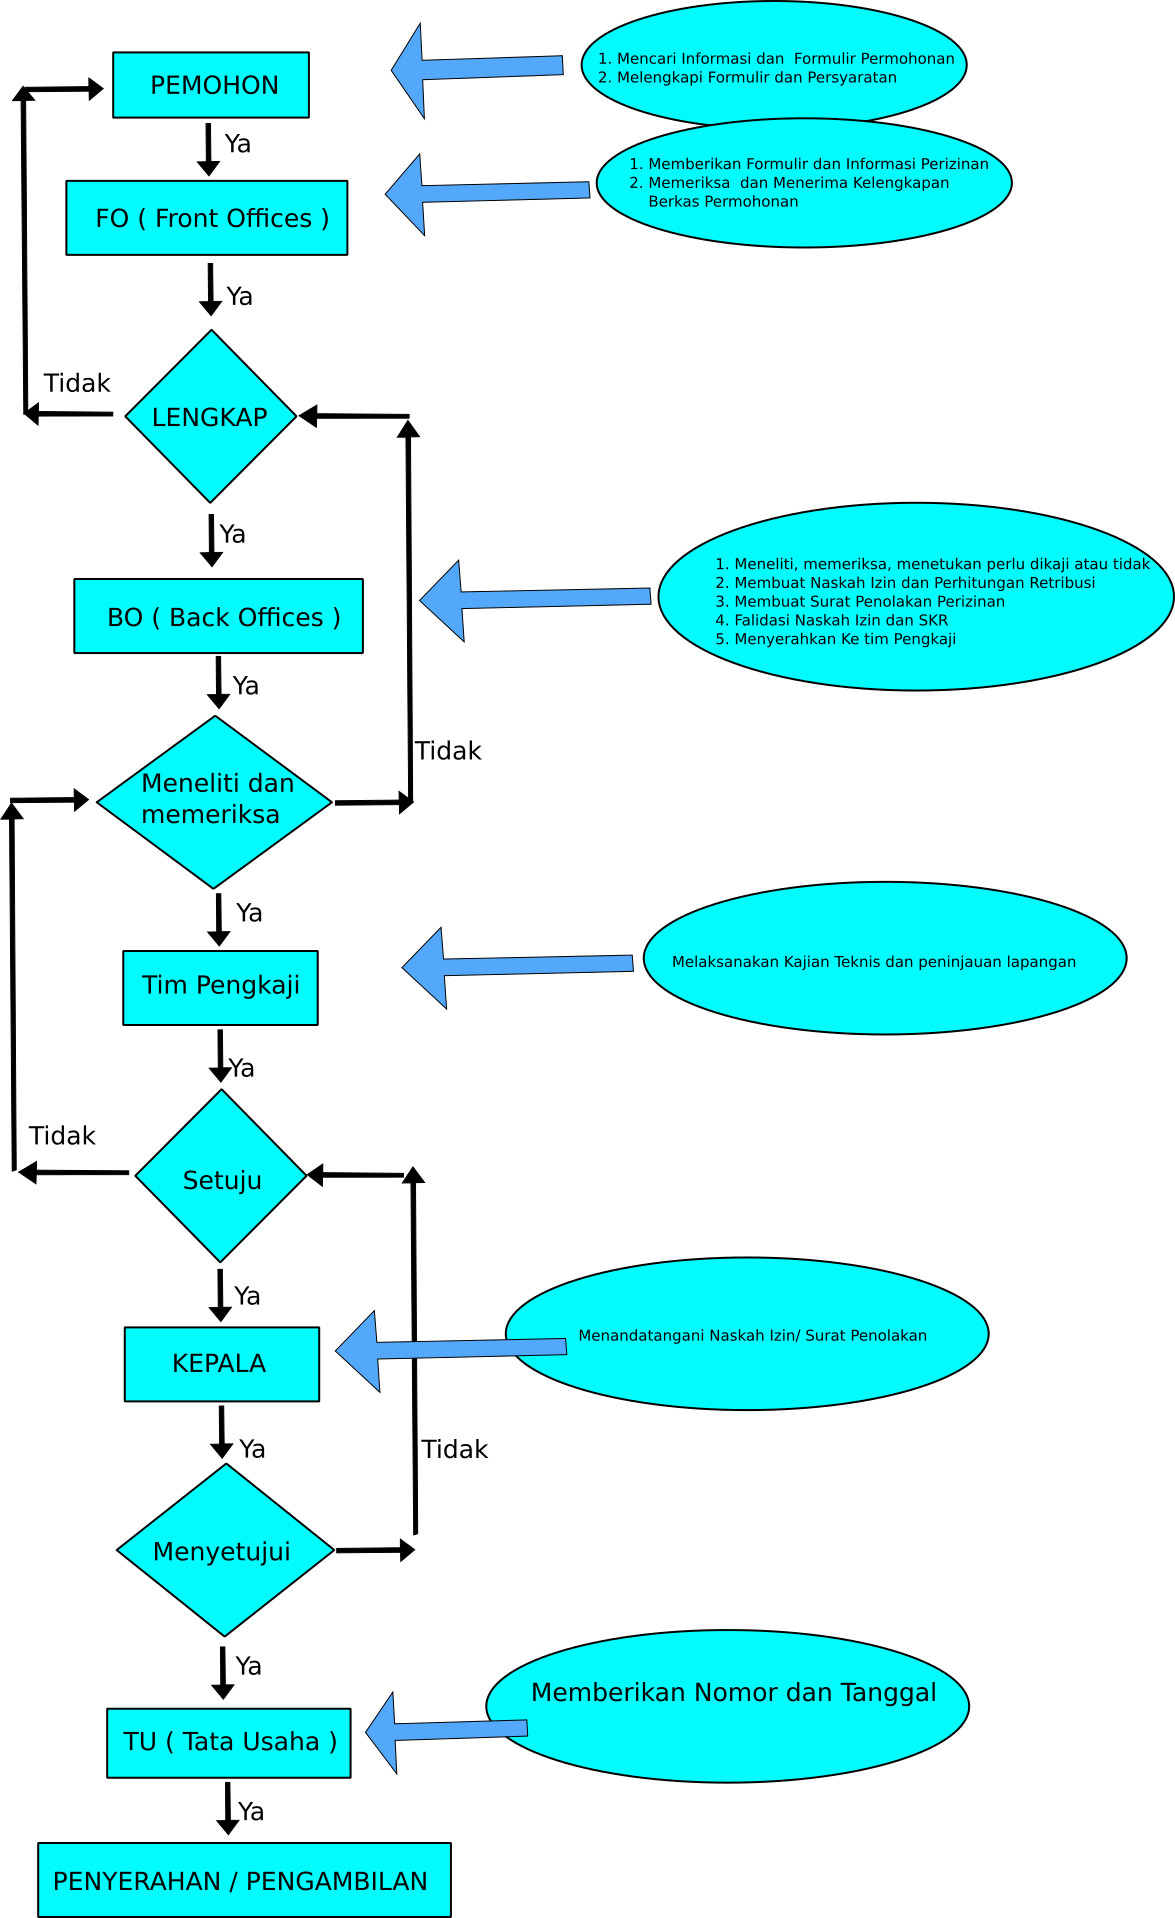 PEMOHON
1. Mencari Informasi dan  Formulir Permohonan
2. Melengkapi Formulir dan Persyaratan
Ya
FO ( Front Offices )
1. Memberikan Formulir dan Informasi Perizinan
2. Memeriksa  dan Menerima Kelengkapan
Berkas Permohonan
Ya
Tidak
LENGKAP
Ya
BO ( Back Offices )
1. Meneliti, memeriksa, menetukan perlu dikaji atau tidak
2. Membuat Naskah Izin dan Perhitungan Retribusi
3. Membuat Surat Penolakan Perizinan
4. Falidasi Naskah Izin dan SKR
5. Menyerahkan Ke tim Pengkaji
Ya
Tidak
Meneliti dan
memeriksa
Ya
Tim Pengkaji
Melaksanakan Kajian Teknis dan peninjauan lapangan
Ya
Tidak
Setuju
Ya
KEPALA
Menandatangani Naskah Izin/ Surat Penolakan
Ya
Tidak
Menyetujui
Ya
TU ( Tata Usaha )
Memberikan Nomor dan Tanggal
Ya
PENYERAHAN / PENGAMBILAN